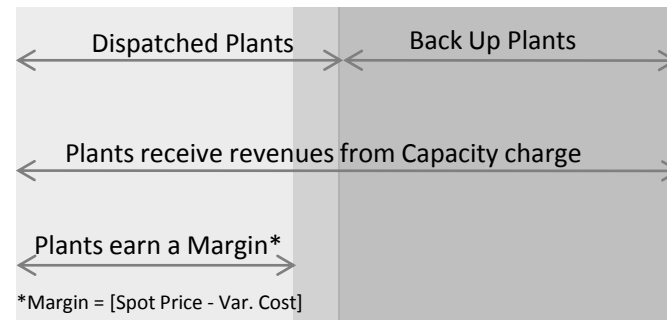 Dispatched Plants
Back Up Plants
Plants receive revenues from Capacity charge
Plants earn a Margin*
*Margin = [Spot Price - Var. Cost]